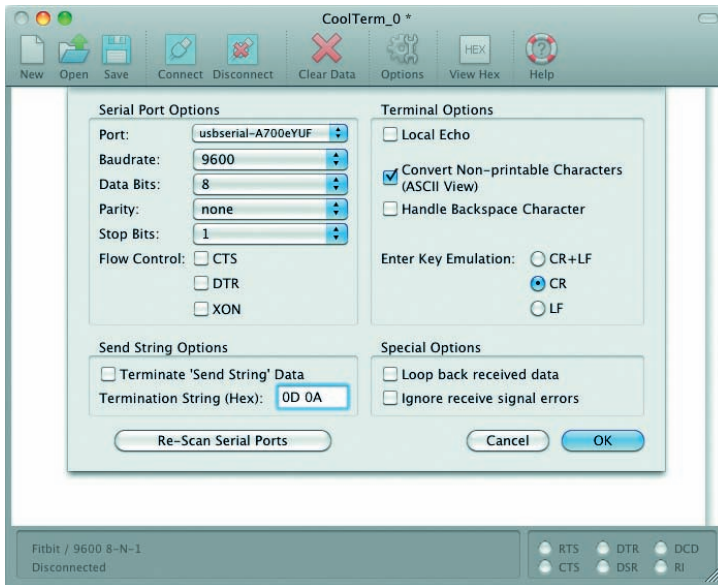 CoolTerm_0 *
New Open Save Connect Disconnect Clear Data Options View Hex Help
HEX
Serial Port Options
Port: usbserial-A700eYUF
Baudrate: 9600
Data Bits: 8
Parity: none
Stop Bits: 1
Flow Control: CTS
DTR
XON
Terminal Options
Local Echo
Convert Non-printable Characters
(ASCII View)
Handle Backspace Character
Enter Key Emulation: CR+LF
CR
LF
Send String Options
Terminate 'Send String' Data
Termination String (Hex): 0D 0A
Special Options
Loop back received data
Ignore receive signal errors
Re-Scan Serial Ports
Cancel OK
Fitbit / 9600 8-N-1
Disconnected
RTS DTR DCD
CTS DSR RI